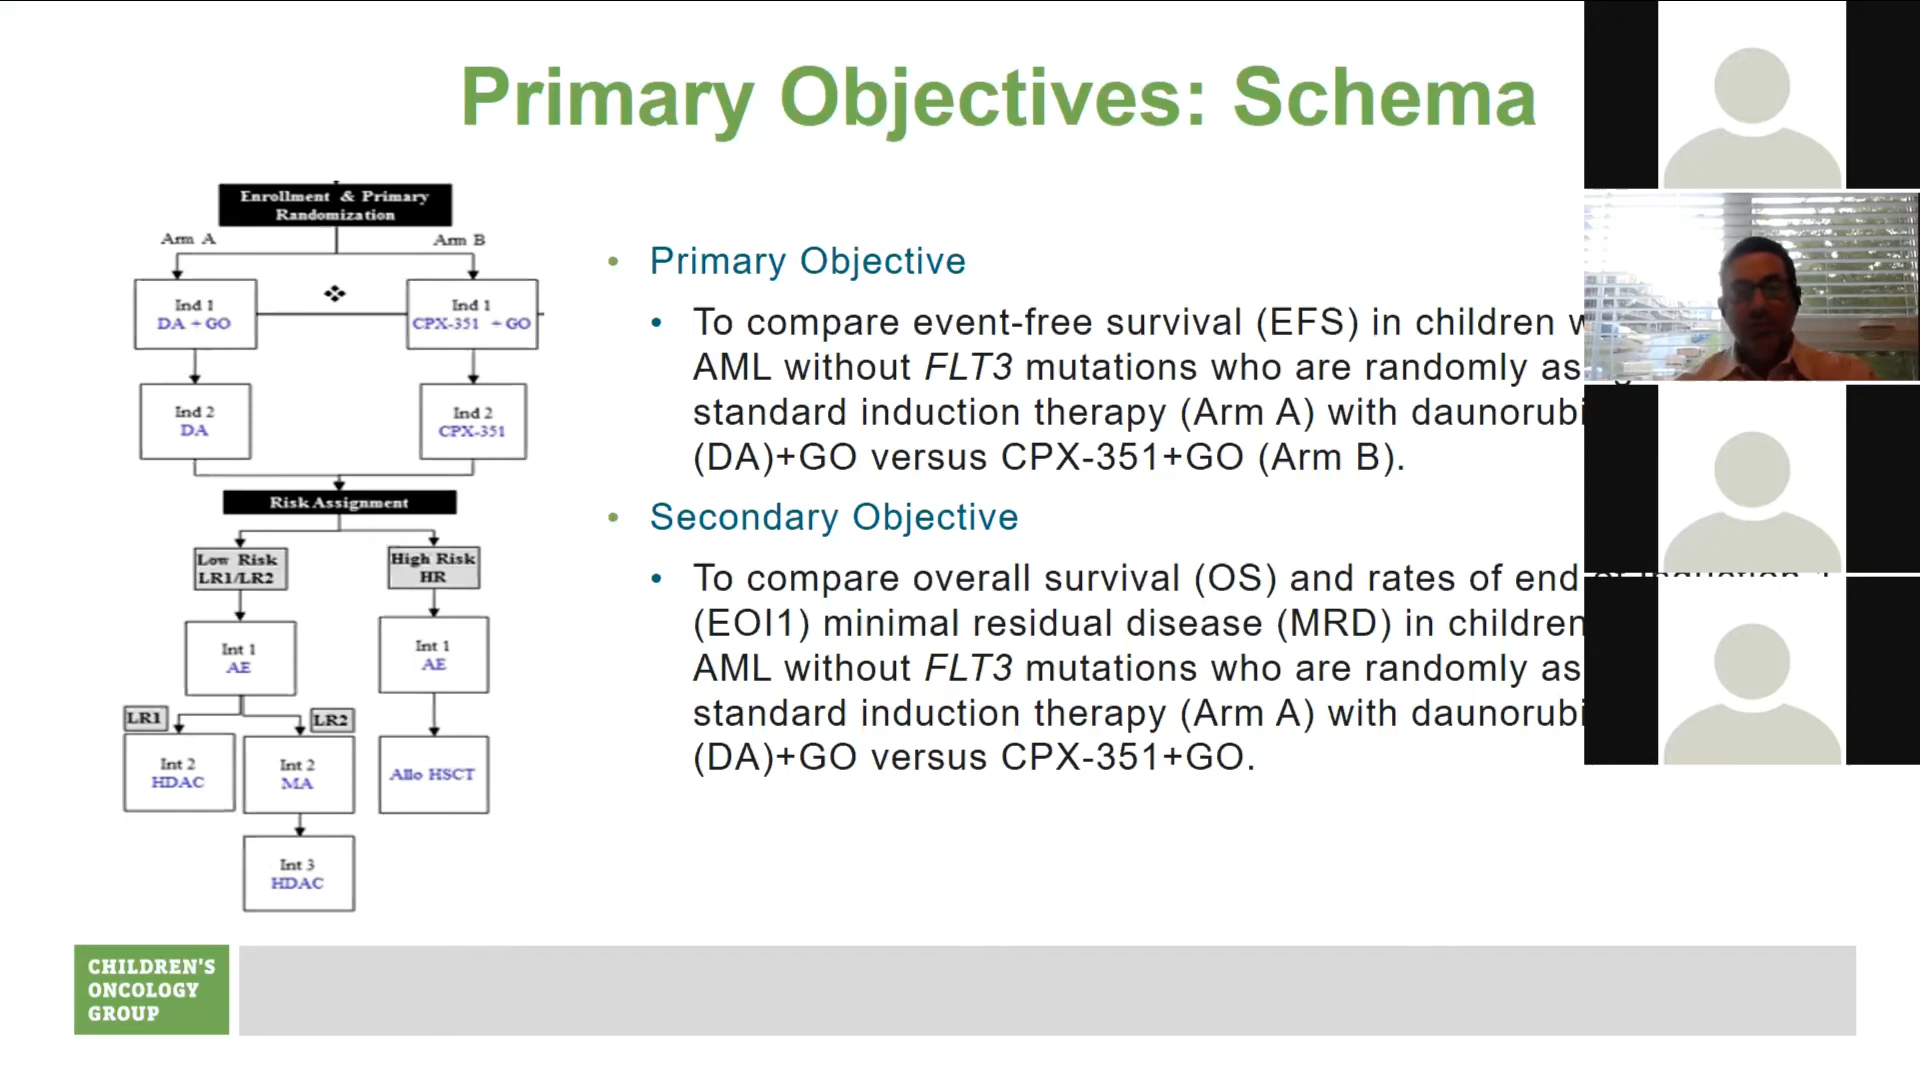 Primary Objectives: Schema
Enrollment & Primary
Randomization
Arm A
Arm B
Ind 1
DA + GO
Ind 1
CPX-351 + GO
Ind 2
DA
Ind 2
CPX-351
Risk Assignment
Low Risk
LR1/LR2
High Risk
HR
Int 1
AE
Int 1
AE
LR1
LR2
Int 2
HDAC
Int 2
MA
Allo HSCT
Int 3
HDAC
• Primary Objective
• To compare event-free survival (EFS) in children
AML without FLT3 mutations who are randomly as
standard induction therapy (Arm A) with daunorubi
(DA)+GO versus CPX-351+GO (Arm B).
• Secondary Objective
• To compare overall survival (OS) and rates of end
(EOI1) minimal residual disease (MRD) in children
AML without FLT3 mutations who are randomly as
standard induction therapy (Arm A) with daunorubi
(DA)+GO versus CPX-351+GO.
CHILDREN'S
ONCOLOGY
GROUP